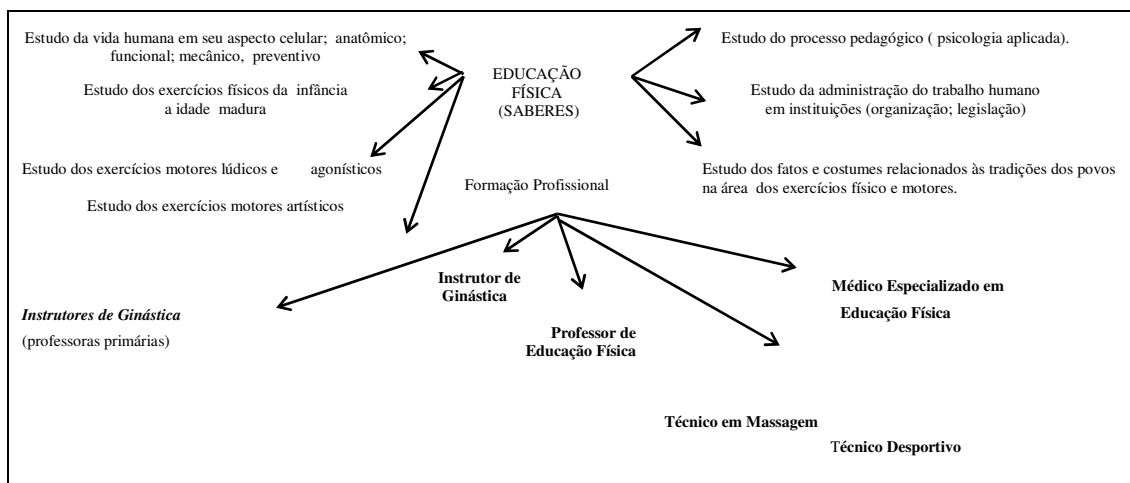 Estudo da vida humana em seu aspecto celular; anatômico;
funcional; mecânico, preventivo
Estudo dos exercícios físicos da infância
a idade madura
Estudo dos exercícios motores lúdicos e agonísticos
Estudo dos exercícios motores artísticos
EDUCAÇÃO
FÍSICA
(SABERES)
Estudo do processo pedagógico ( psicologia aplicada).
Estudo da administração do trabalho humano
em instituições (organização; legislação)
Estudo dos fatos e costumes relacionados às tradições dos povos
na área dos exercícios físico e motores.
Formação Profissional
Instrutores de Ginástica
(professoras primárias)
Instrutor de
Ginástica
Professor de
Educação Física
Médico Especializado em
Educação Física
Técnico em Massagem
Técnico Desportivo